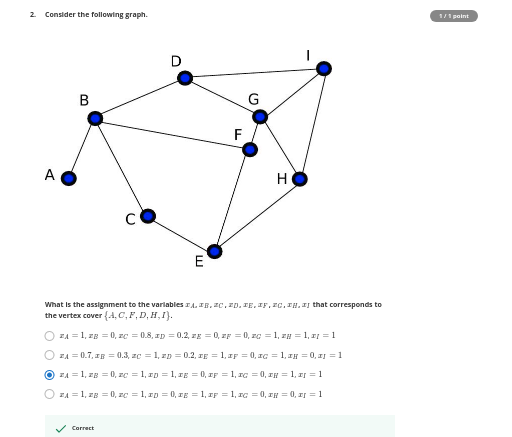 2. Consider the following graph.
1 / 1 point
I
D
G
B
F
A
H
C
E
What is the assignment to the variables x_A, x_B, x_C, x_D, x_E, x_F, x_G, x_H, x_I that corresponds to
the vertex cover {A, C, F, D, H, I}.
x_A = 1, x_B = 0, x_C = 0.8, x_D = 0.2, x_E = 0, x_F = 0, x_G = 1, x_H = 1, x_I = 1
x_A = 0.7, x_B = 0.3, x_C = 1, x_D = 0.2, x_E = 1, x_F = 0, x_G = 1, x_H = 0, x_I = 1
x_A = 1, x_B = 0, x_C = 1, x_D = 1, x_E = 0, x_F = 1, x_G = 0, x_H = 1, x_I = 1
x_A = 1, x_B = 0, x_C = 1, x_D = 0, x_E = 1, x_F = 1, x_G = 0, x_H = 0, x_I = 1
Correct